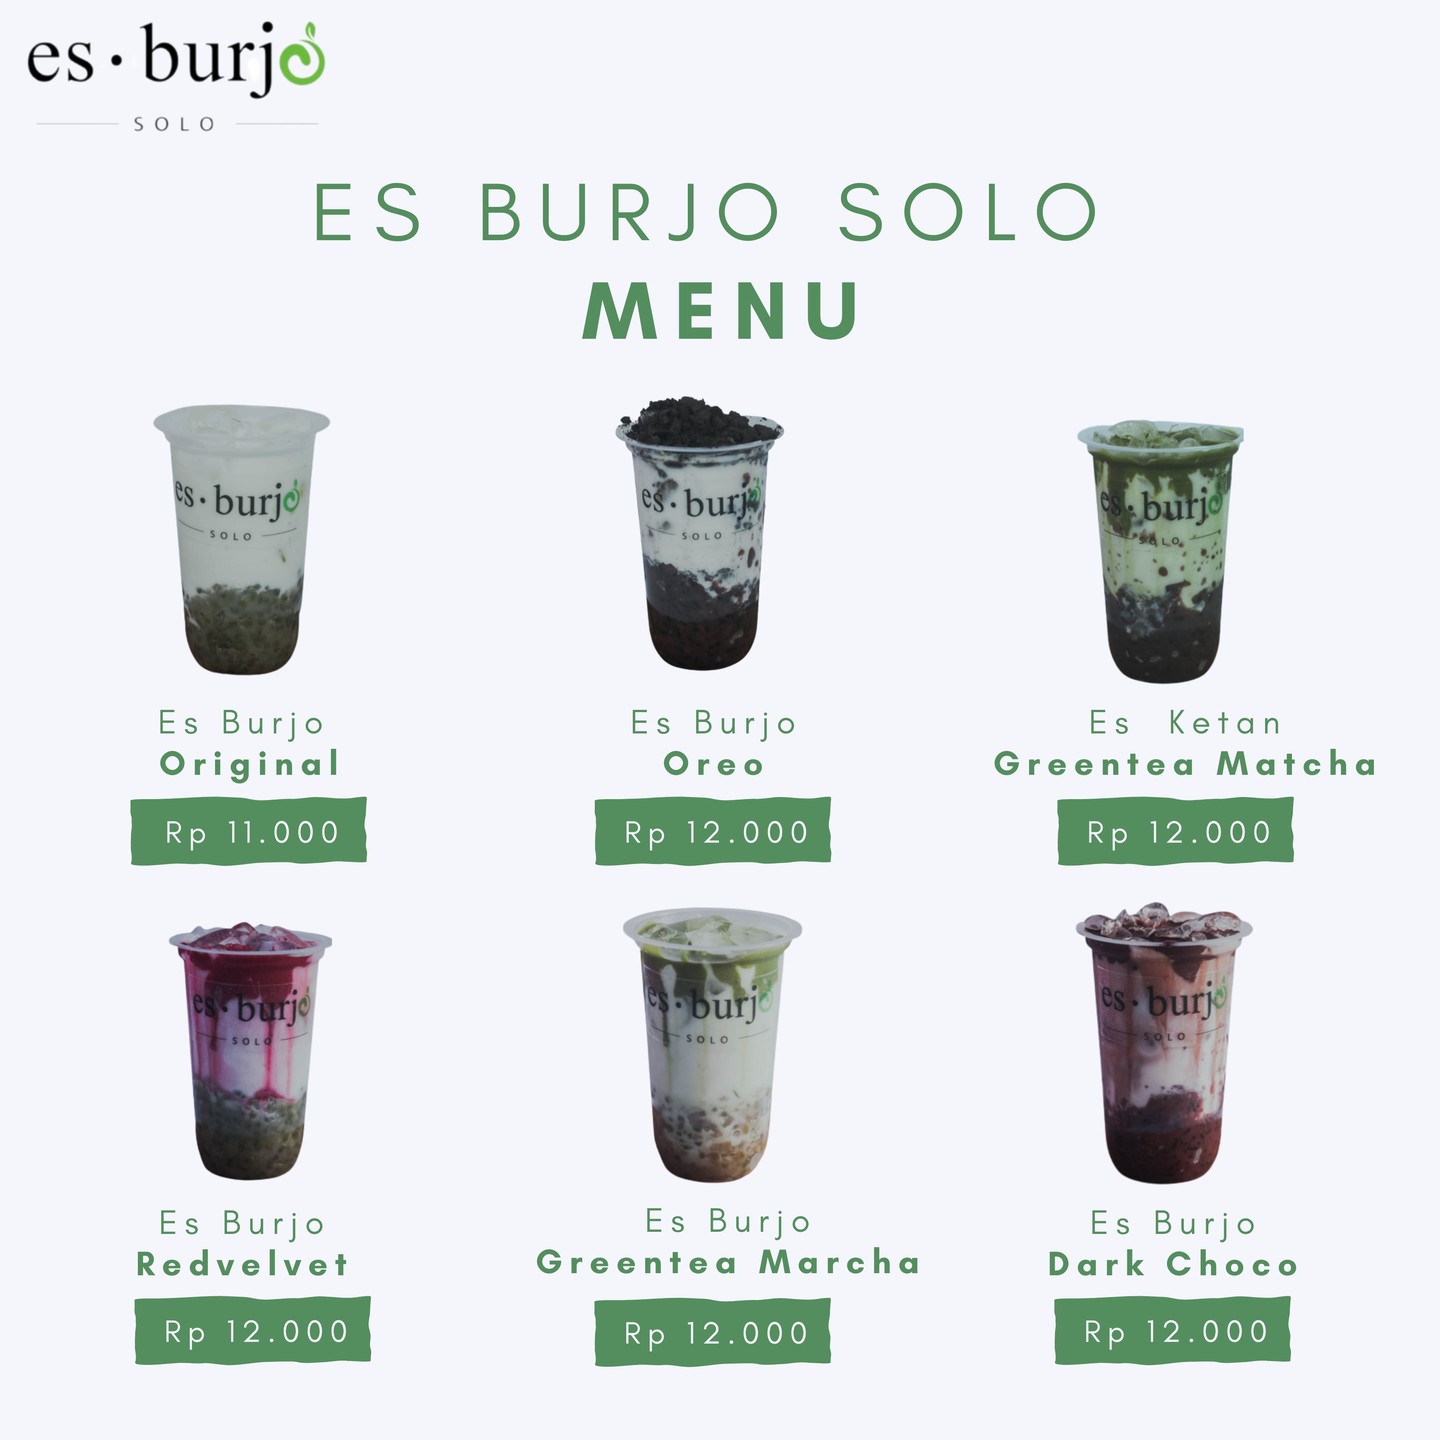 es·burjo
SOLO
ES BURJO SOLO
MENU
es·burjo
SOLO
es·burjo
SOLO
es·burjo
SOLO
Es Burjo
Original
Rp 11.000
Es Burjo
Oreo
Rp 12.000
Es Ketan
Greentea Matcha
Rp 12.000
es·burjo
SOLO
es·burjo
SOLO
es·burjo
SOLO
Es Burjo
Redvelvet
Rp 12.000
Es Burjo
Greentea Marcha
Rp 12.000
Es Burjo
Dark Choco
Rp 12.000